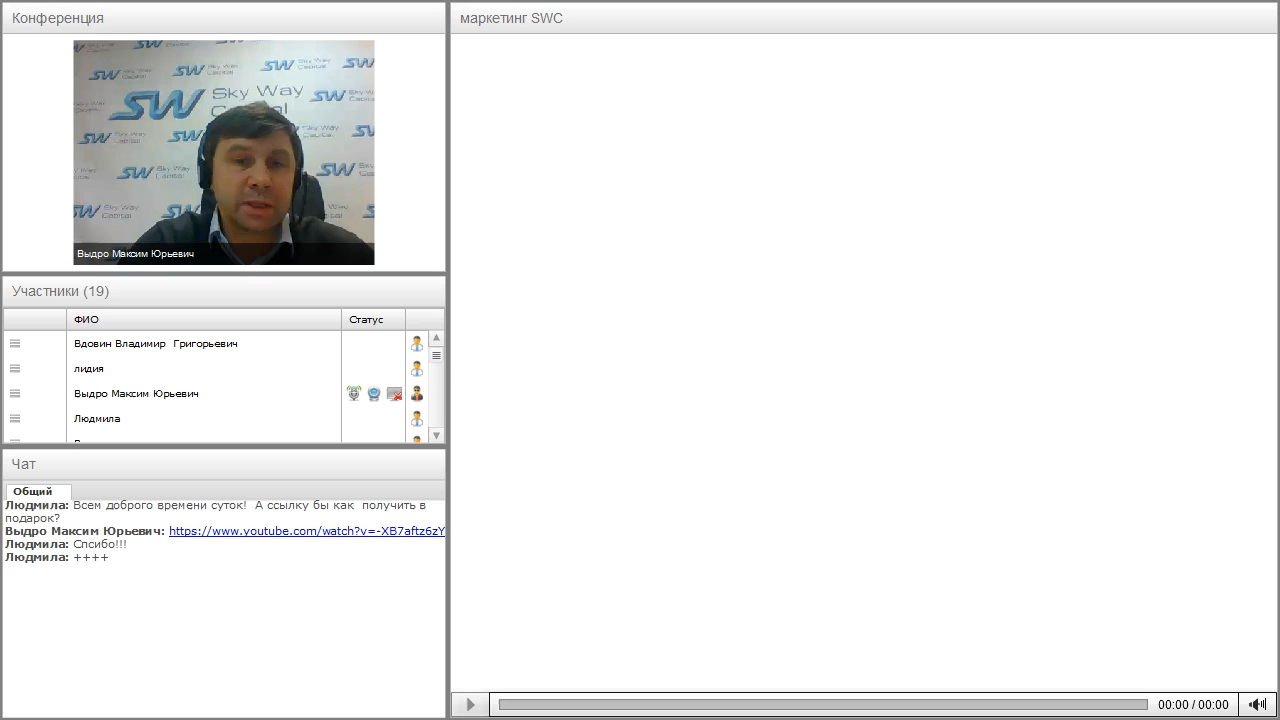 Конференция
Sky Way
SW
Sky Way
Capital
Выдро Максим Юрьевич
Участники (19)
ФИО
Статус
Вдовин Владимир  Григорьевич
лидия
Выдро Максим Юрьевич
Людмила
Чат
Общий
Людмила: Всем доброго времени суток!  А ссылку бы как  получить в
подарок?
Выдро Максим Юрьевич: https://www.youtube.com/watch?v=-XB7aftz6zY
Людмила: Спсибо!!!
Людмила: ++++
маркетинг SWC
00:00 / 00:00